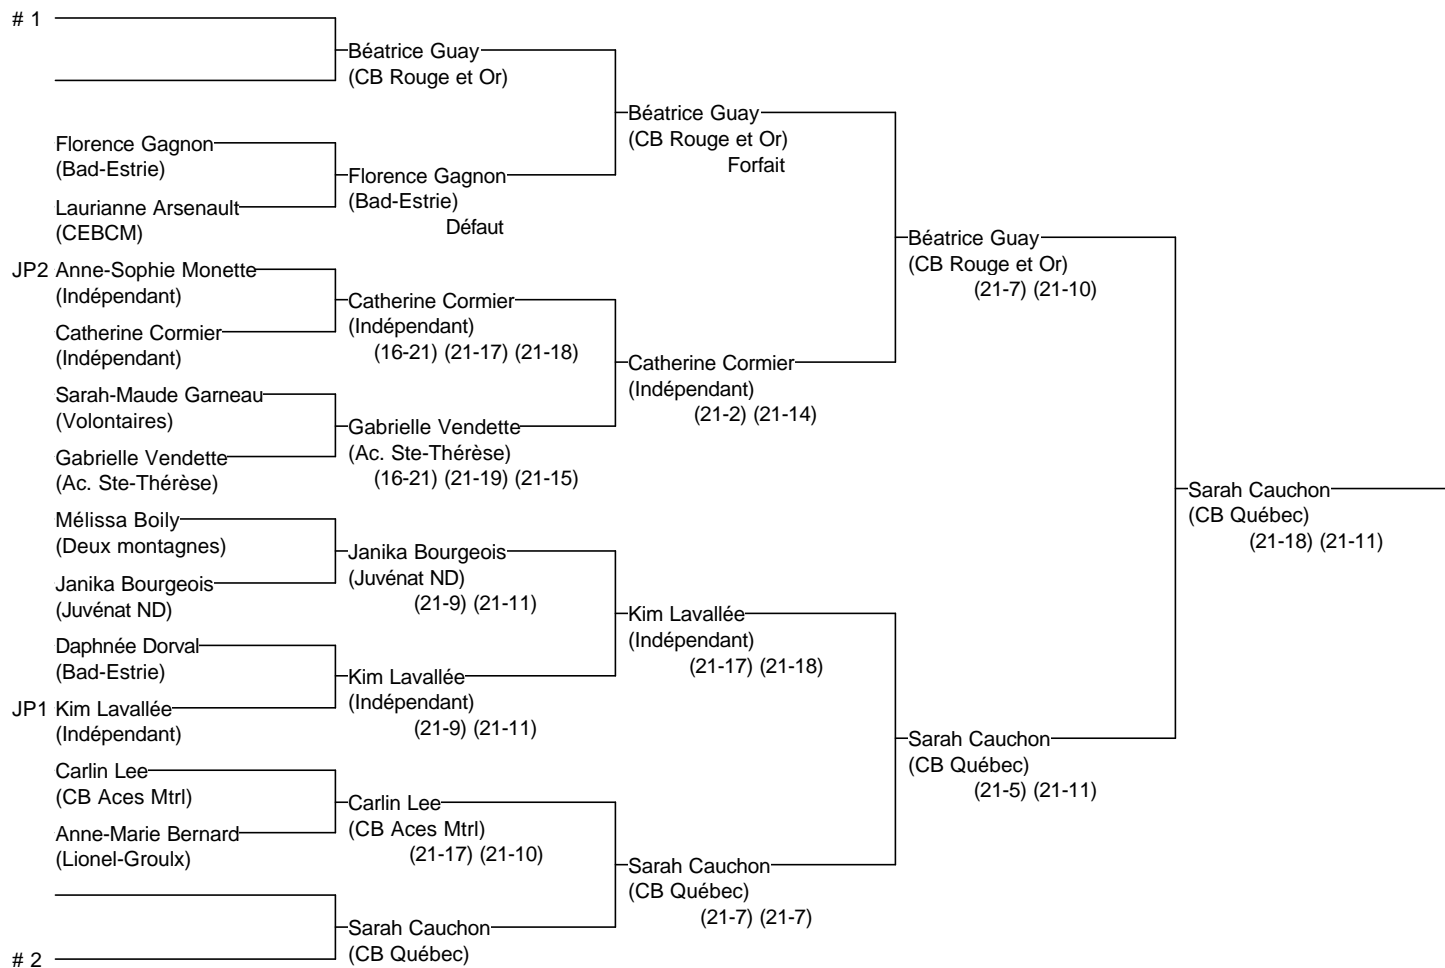 # 1
Béatrice Guay
(CB Rouge et Or)
Béatrice Guay
(CB Rouge et Or)
Forfait
Florence Gagnon
(Bad-Estrie)
Florence Gagnon
(Bad-Estrie)
Défaut
Laurianne Arsenault
(CEBCM)
Béatrice Guay
(CB Rouge et Or)
(21-7) (21-10)
JP2 Anne-Sophie Monette
(Indépendant)
Catherine Cormier
(Indépendant)
(16-21) (21-17) (21-18)
Catherine Cormier
(Indépendant)
Catherine Cormier
(Indépendant)
(21-2) (21-14)
Sarah-Maude Garneau
(Volontaires)
Gabrielle Vendette
(Ac. Ste-Thérèse)
(16-21) (21-19) (21-15)
Gabrielle Vendette
(Ac. Ste-Thérèse)
Sarah Cauchon
(CB Québec)
(21-18) (21-11)
Mélissa Boily
(Deux montagnes)
Janika Bourgeois
(Juvénat ND)
(21-9) (21-11)
Janika Bourgeois
(Juvénat ND)
Kim Lavallée
(Indépendant)
(21-17) (21-18)
Daphnée Dorval
(Bad-Estrie)
Kim Lavallée
(Indépendant)
(21-9) (21-11)
JP1 Kim Lavallée
(Indépendant)
Sarah Cauchon
(CB Québec)
(21-5) (21-11)
Carlin Lee
(CB Aces Mtrl)
Carlin Lee
(CB Aces Mtrl)
(21-17) (21-10)
Anne-Marie Bernard
(Lionel-Groulx)
Sarah Cauchon
(CB Québec)
(21-7) (21-7)
Sarah Cauchon
(CB Québec)
# 2